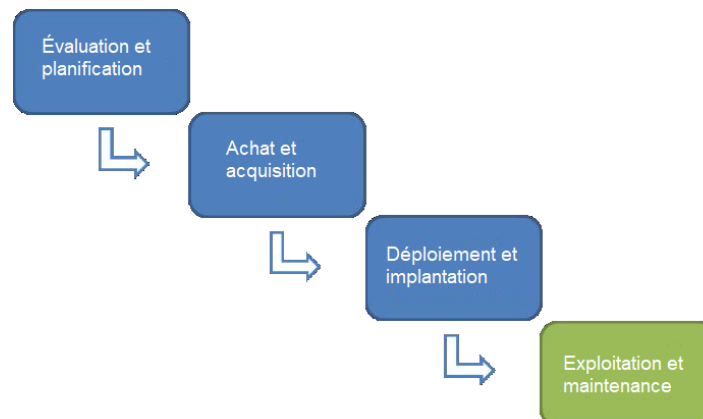 Évaluation et
planification
Achat et
acquisition
Déploiement et
implantation
Exploitation et
maintenance